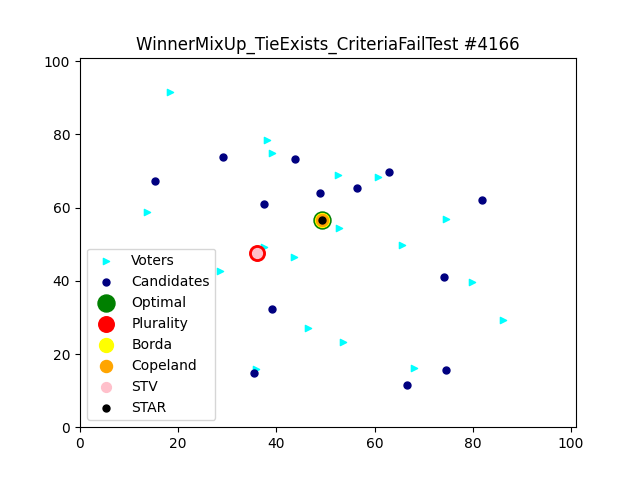 WinnerMixUp_TieExists_CriteriaFailTest #4166
100
80
60
40
20
0
Voters
Candidates
Optimal
Plurality
Borda
Copeland
STV
STAR
0 20 40 60 80 100